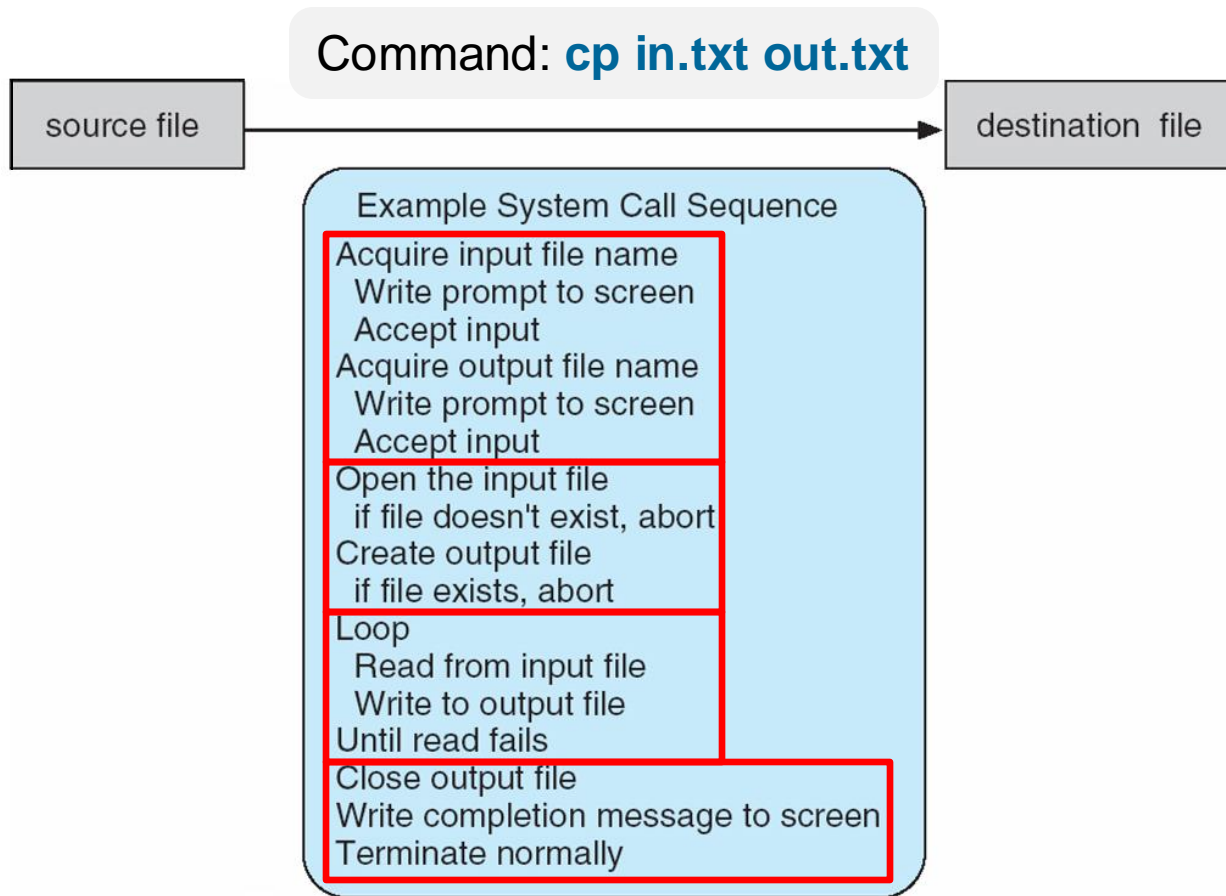 Command: cp in.txt out.txt
source file
destination file
Example System Call Sequence
Acquire input file name
Write prompt to screen
Accept input
Acquire output file name
Write prompt to screen
Accept input
Open the input file
if file doesn't exist, abort
Create output file
if file exists, abort
Loop
Read from input file
Write to output file
Until read fails
Close output file
Write completion message to screen
Terminate normally